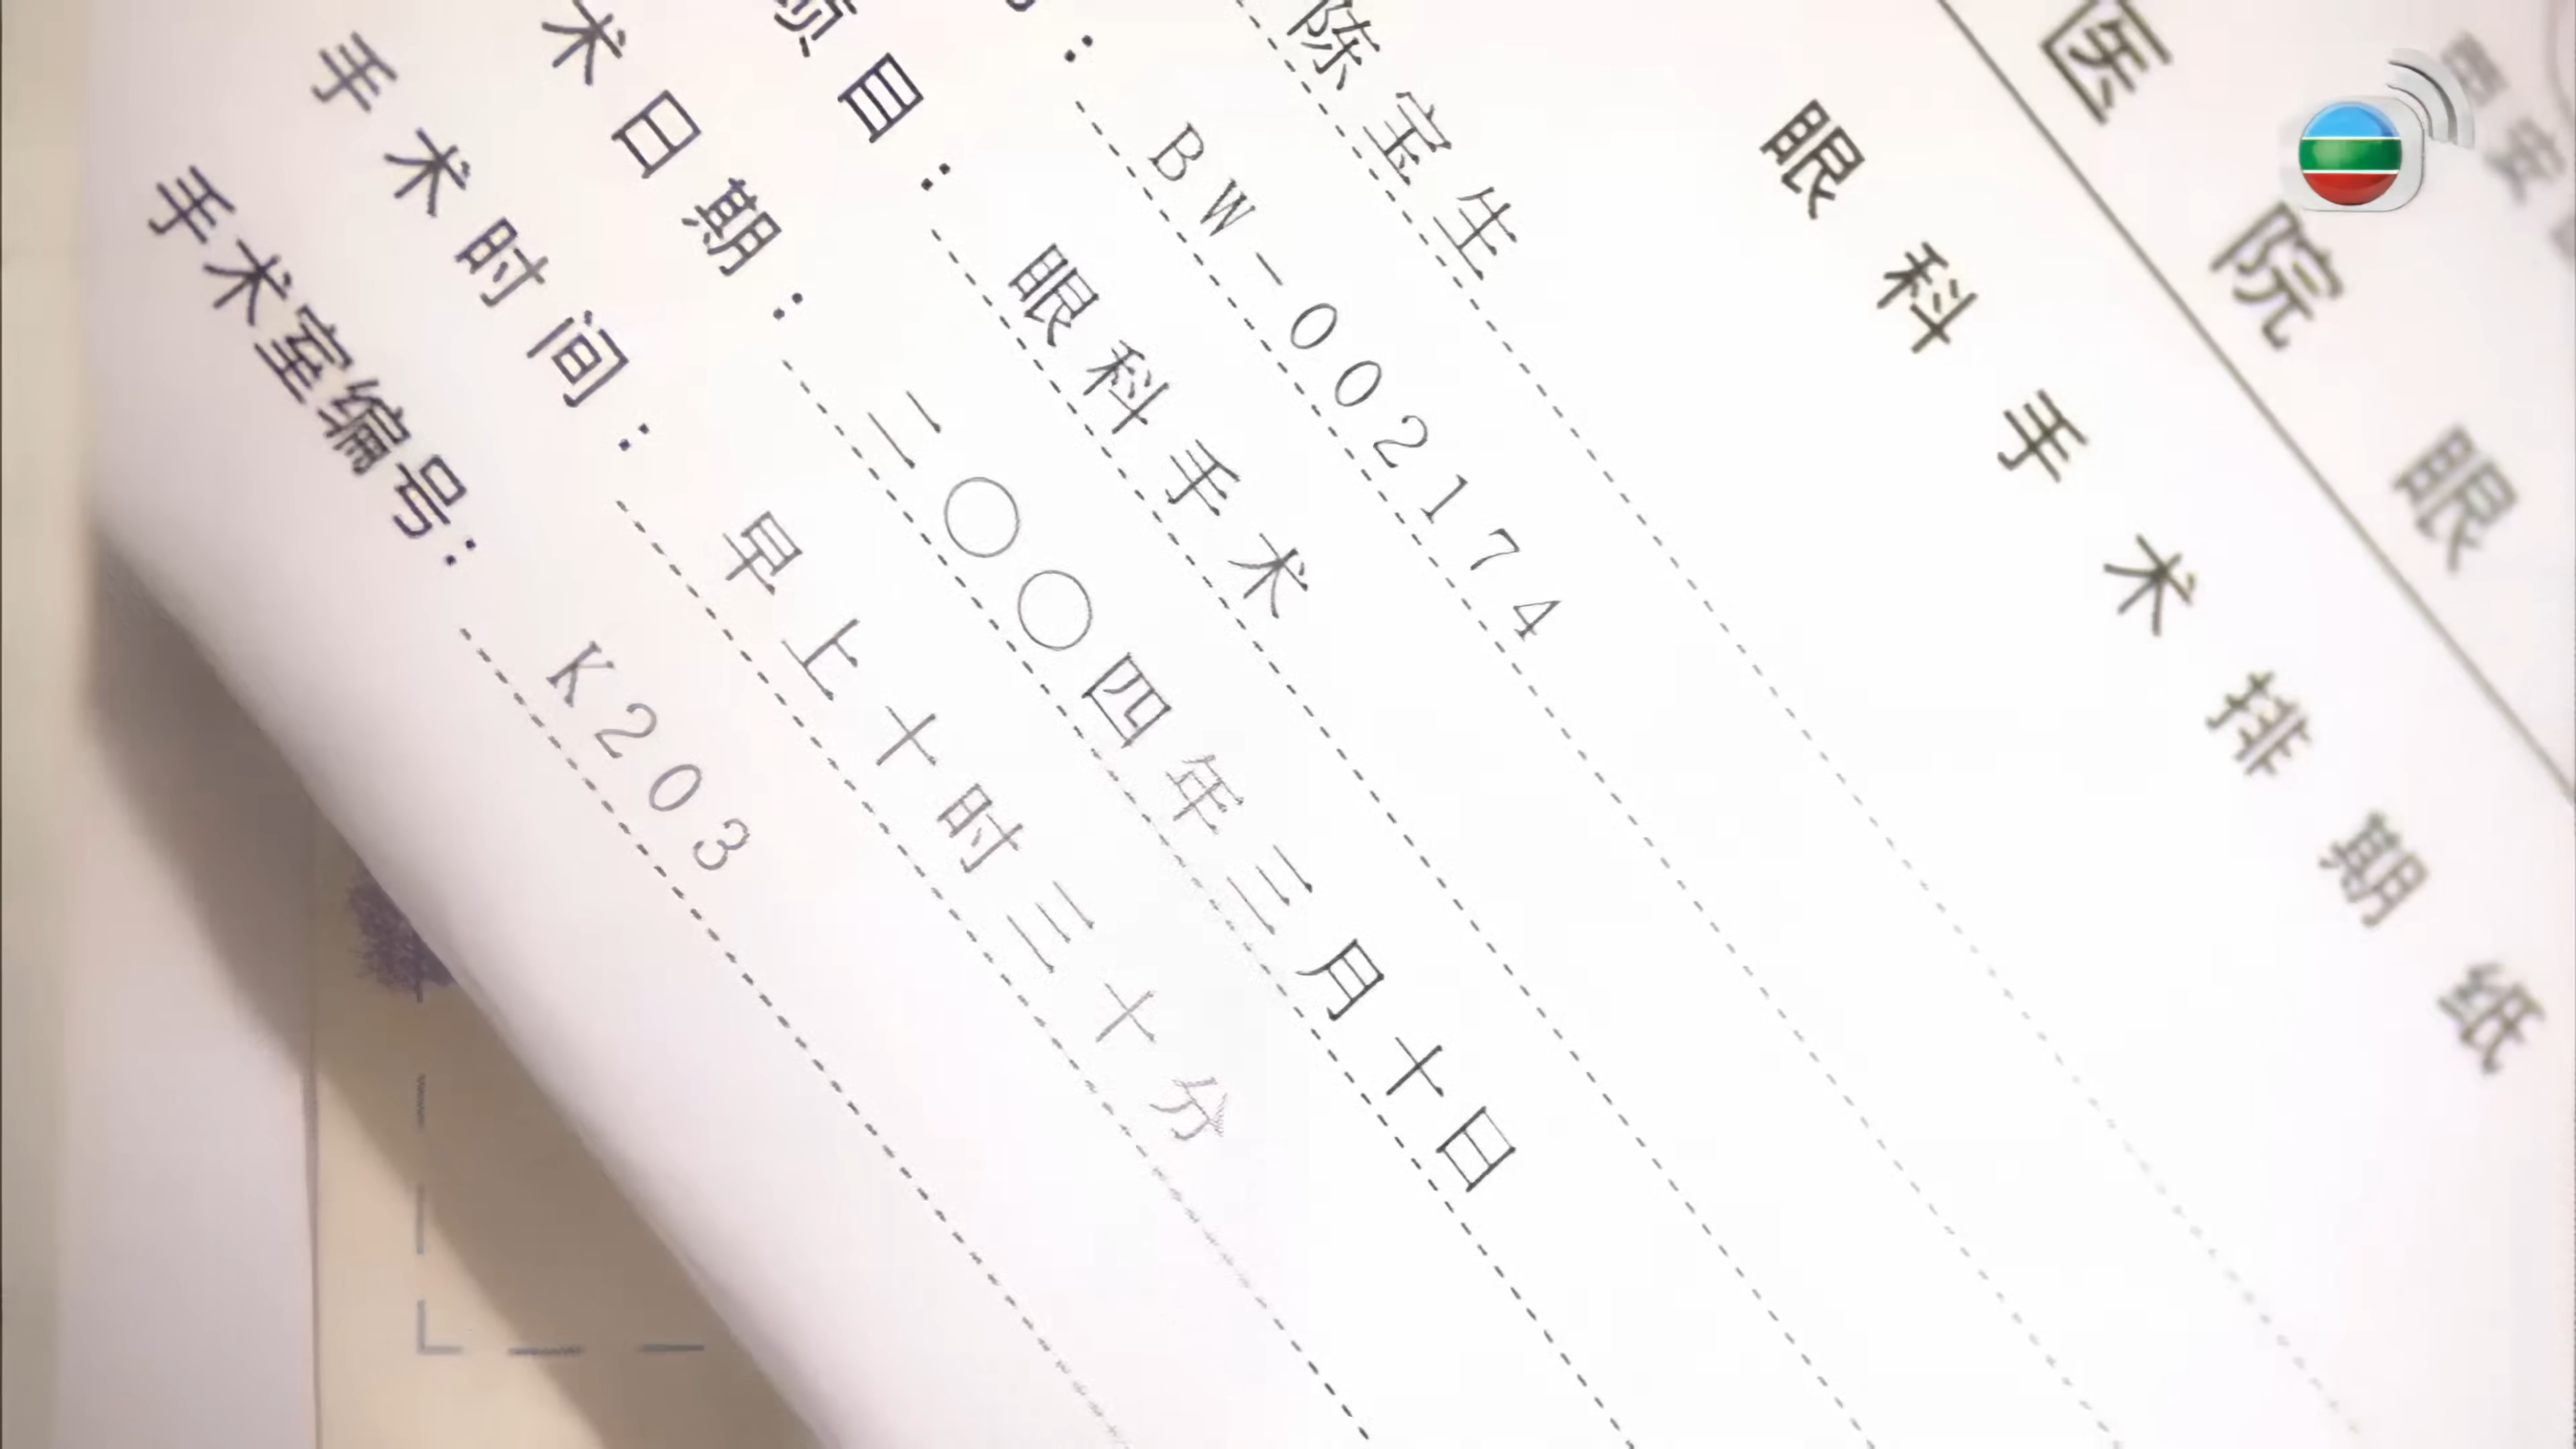 医院眼
眼科手术排期纸
陈宝生
BW-002174
项目：眼科手术
术日期：二〇〇四年三月十日
手术时间：早上十时三十分
手术室编号：K203